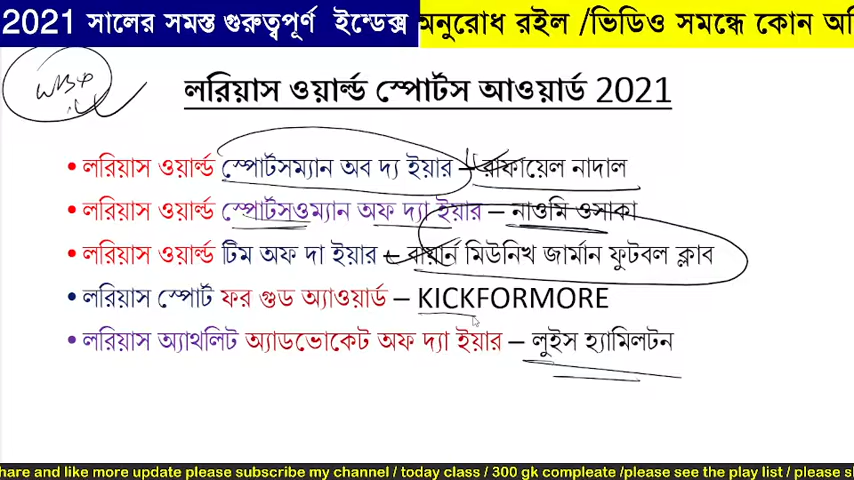 2021 সালের সমস্ত গুরুত্বপূর্ণ ইন্ডেক্স অনুরোধ রইল /ভিডিও সমন্ধে কোন
লরিয়াস ওয়ার্ল্ড স্পোর্টস আওয়ার্ড 2021
• লরিয়াস ওয়ার্ল্ড স্পোর্টসম্যান অব দ্য ইয়ার – রাফায়েল নাদাল
• লরিয়াস ওয়ার্ল্ড স্পোর্টসওম্যান অফ দ্যা ইয়ার – নাওমি ওসাকা
• লরিয়াস ওয়ার্ল্ড টিম অফ দা ইয়ার – বায়ার্ন মিউনিখ জার্মান ফুটবল ক্লাব
• লরিয়াস স্পোর্ট ফর গুড অ্যাওয়ার্ড – KICKFORMORE
• লরিয়াস অ্যাথলিট অ্যাডভোকেট অফ দ্যা ইয়ার – লুইস হ্যামিলটন
hare and like more update please subscribe my channel / today class / 300 gk compleate /please see the play list / please s